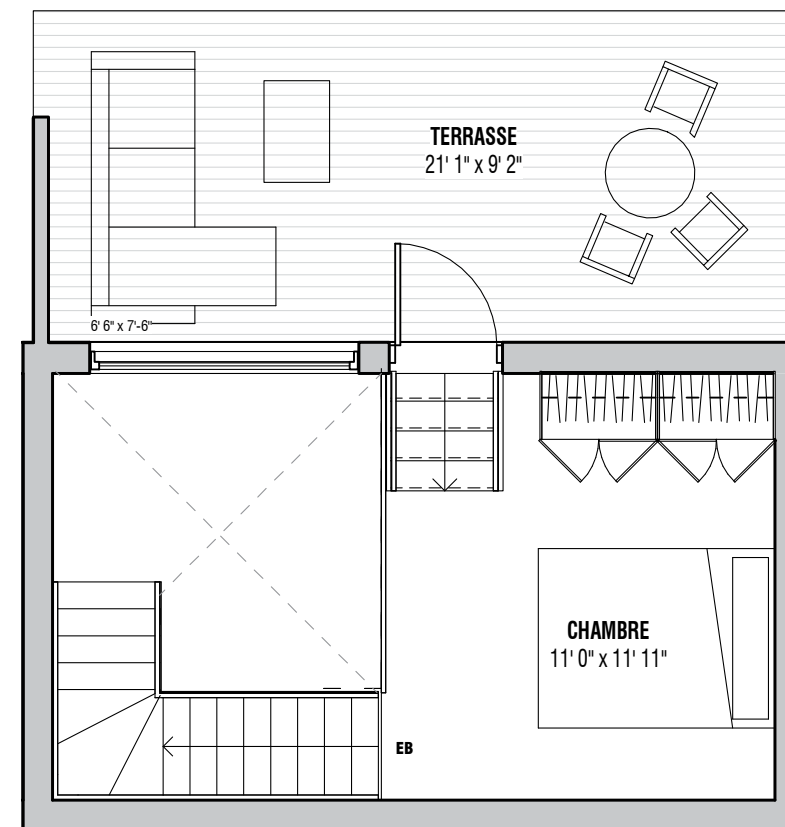 TERRASSE
21' 1" x 9' 2"
6' 6" x 7'-6"
CHAMBRE
11' 0" x 11' 11"
EB